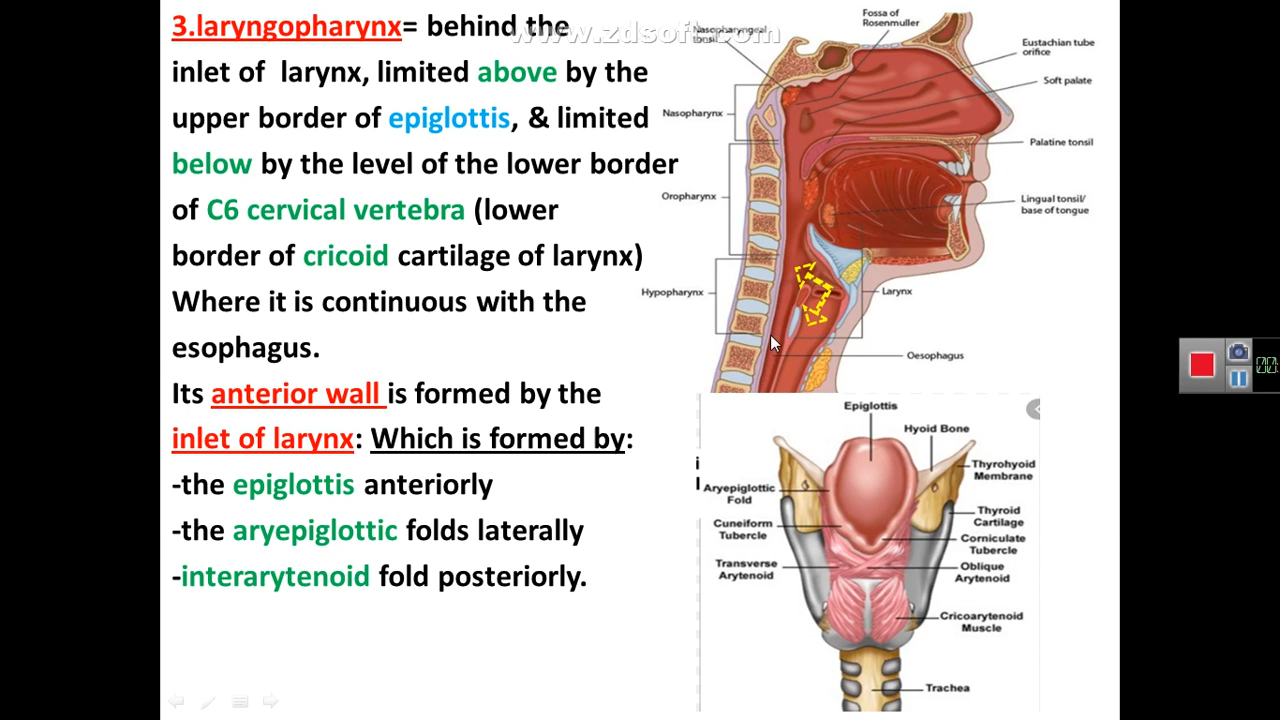 3.laryngopharynx= behind the
inlet of larynx, limited above by the
upper border of epiglottis, & limited
below by the level of the lower border
of C6 cervical vertebra (lower
border of cricoid cartilage of larynx)
Where it is continuous with the
esophagus.
Its anterior wall is formed by the
inlet of larynx: Which is formed by:
-the epiglottis anteriorly
-the aryepiglottic folds laterally
-interarytenoid fold posteriorly.
www.zdsoft.com
Nasopharyngeal
tonsil
Fossa of
Rosenmuller
Eustachian tube
orifice
Soft palate
Nasopharynx
Palatine tonsil
Oropharynx
Lingual tonsil/
base of tongue
Hypopharynx
Larynx
Oesophagus
Epiglottis
Hyoid Bone
Thyrohyoid
Membrane
Aryepiglottic
Fold
Thyroid
Cartilage
Cuneiform
Tubercle
Corniculate
Tubercle
Transverse
Arytenoid
Oblique
Arytenoid
Cricoarytenoid
Muscle
Trachea